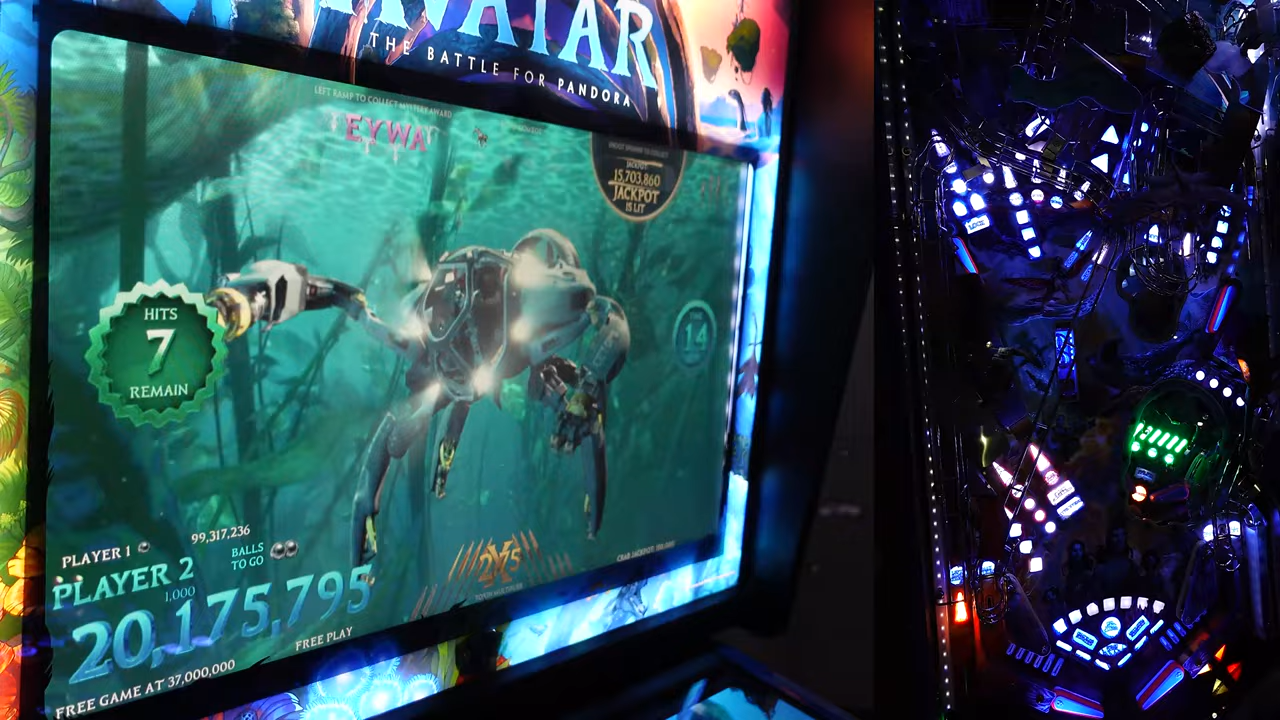 AVATAR
THE BATTLE FOR PANDORA
LEFT RAMP TO COLLECT MYSTERY AWARD
EYWA
JACKPOT
15,703,860
JACKPOT
IS LIT
HITS
7
REMAIN
14
PLAYER 1
99,317,236
PLAYER 2
BALLS
TO GO
1,000
20,175,795
2X
FREE PLAY
FREE GAME AT 37,000,000